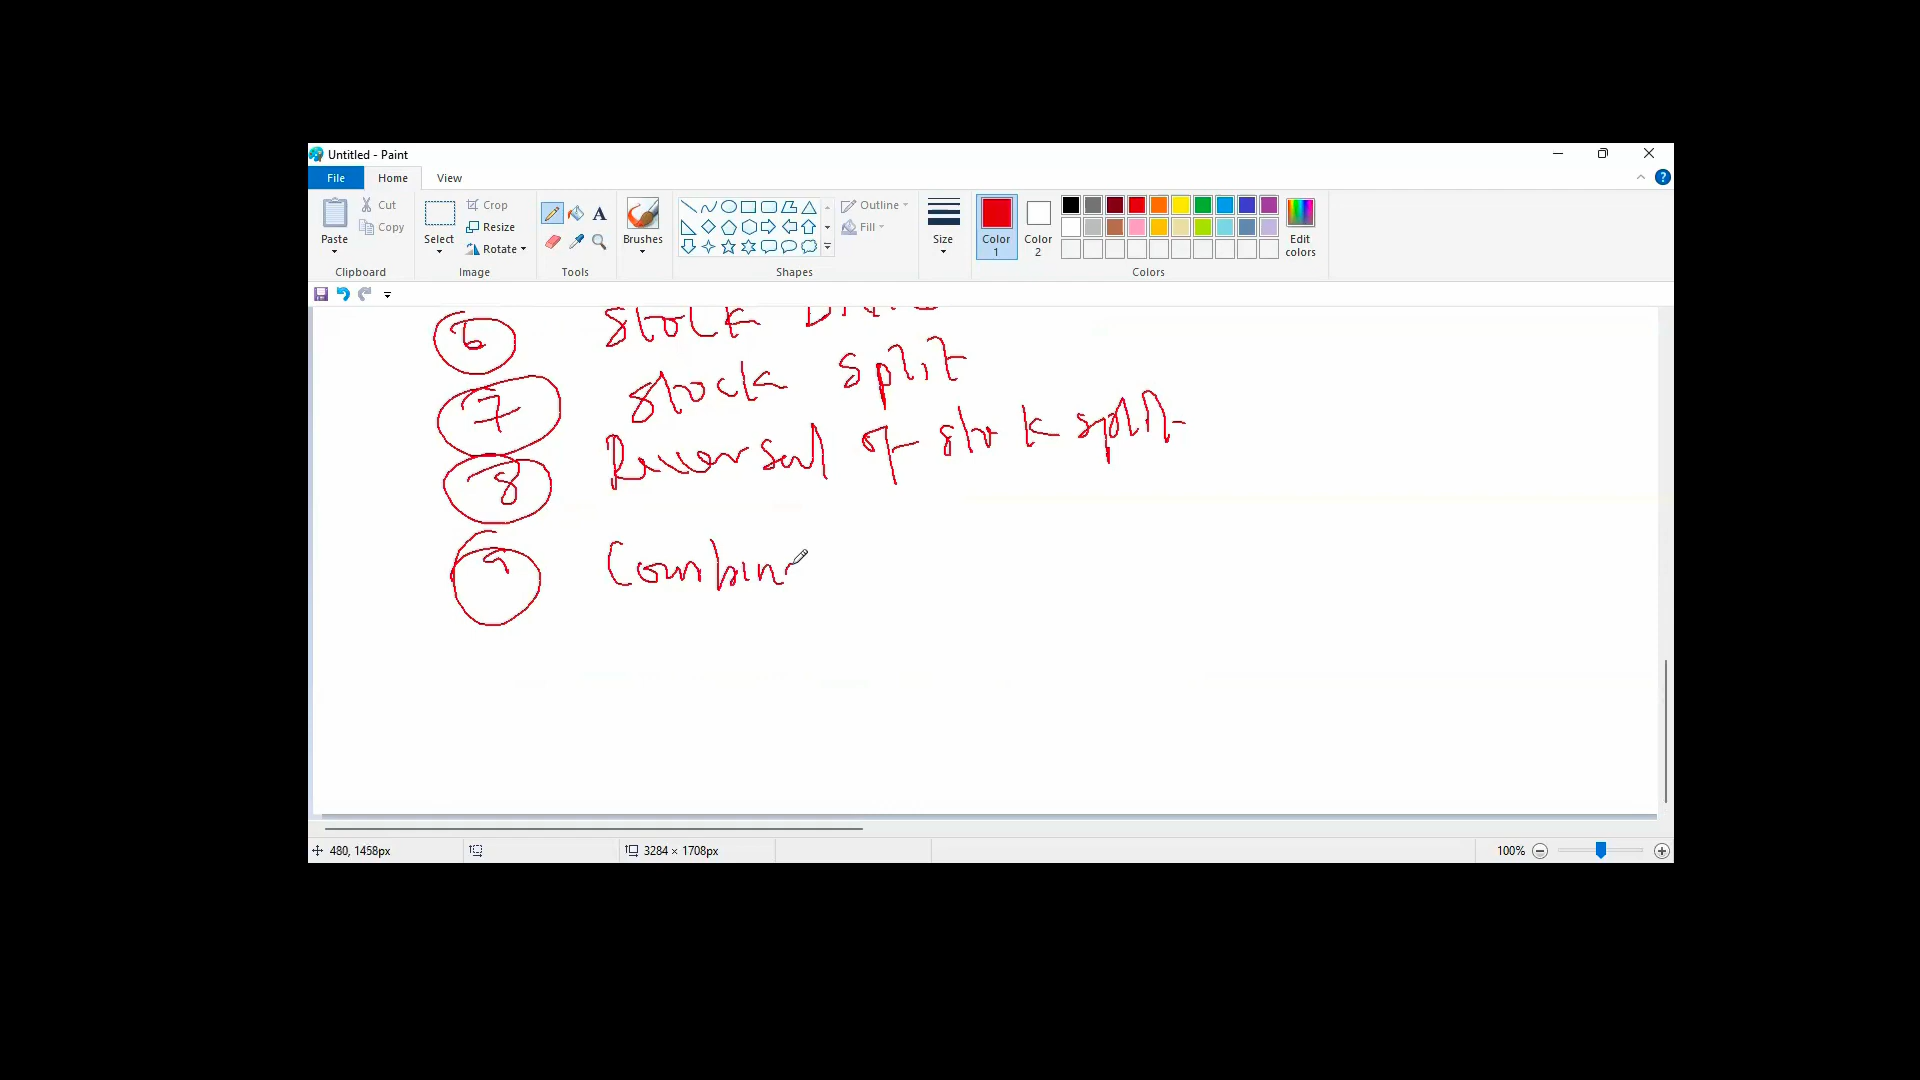 Untitled - Paint
File Home View
Paste
Cut
Copy
Clipboard
Select
Crop
Resize
Rotate
Image
A
Tools
Brushes
Outline
Fill
Shapes
Size
Color 1
Color 2
Edit colors
Colors
6 Stock
7 Stock split
8 Reversal of stock split
9 Combin
480, 1458px
3284 × 1708px
100%